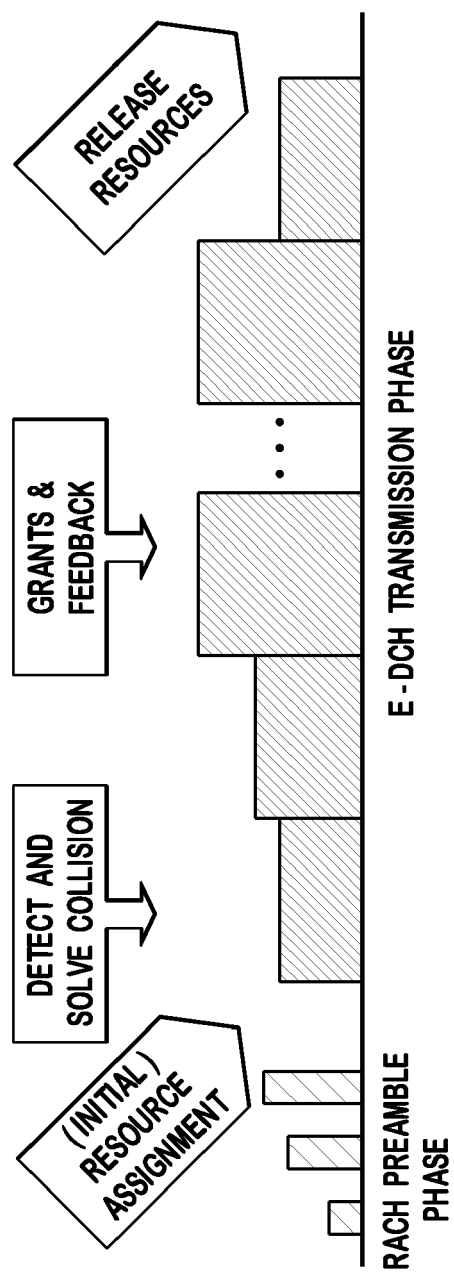 (INITIAL)
RESOURCE
ASSIGNMENT
DETECT AND
SOLVE COLLISION
GRANTS &
FEEDBACK
RELEASE
RESOURCES
RACH PREAMBLE
PHASE
E-DCH TRANSMISSION PHASE